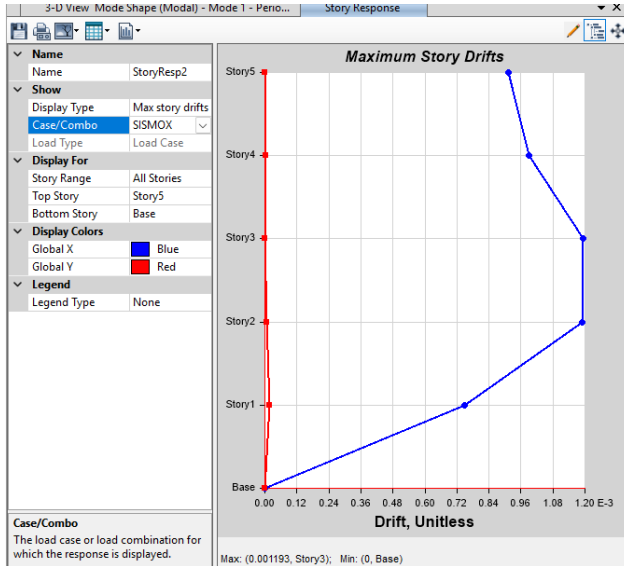 3-D View Mode Shape (Modal) - Mode 1 - Perio...
Story Response
Name
Name StoryResp2
Show
Display Type Max story drifts
Case/Combo SISMOX
Load Type Load Case
Display For
Story Range All Stories
Top Story Story5
Bottom Story Base
Display Colors
Global X Blue
Global Y Red
Legend
Legend Type None
Case/Combo
The load case or load combination for
which the response is displayed.
Maximum Story Drifts
Story5
Story4
Story3
Story2
Story1
Base
0.00 0.12 0.24 0.36 0.48 0.60 0.72 0.84 0.96 1.08 1.20 E-3
Drift, Unitless
Max: (0.001193, Story3); Min: (0, Base)